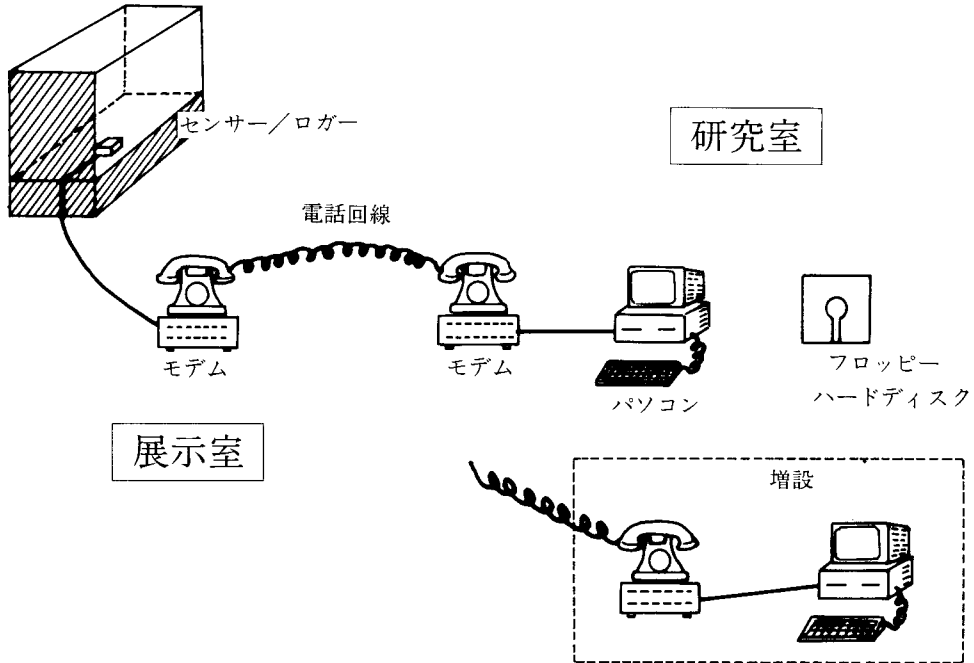 センサー／ロガー
研究室
電話回線
モデム
モデム
パソコン
フロッピー
ハードディスク
展示室
増設